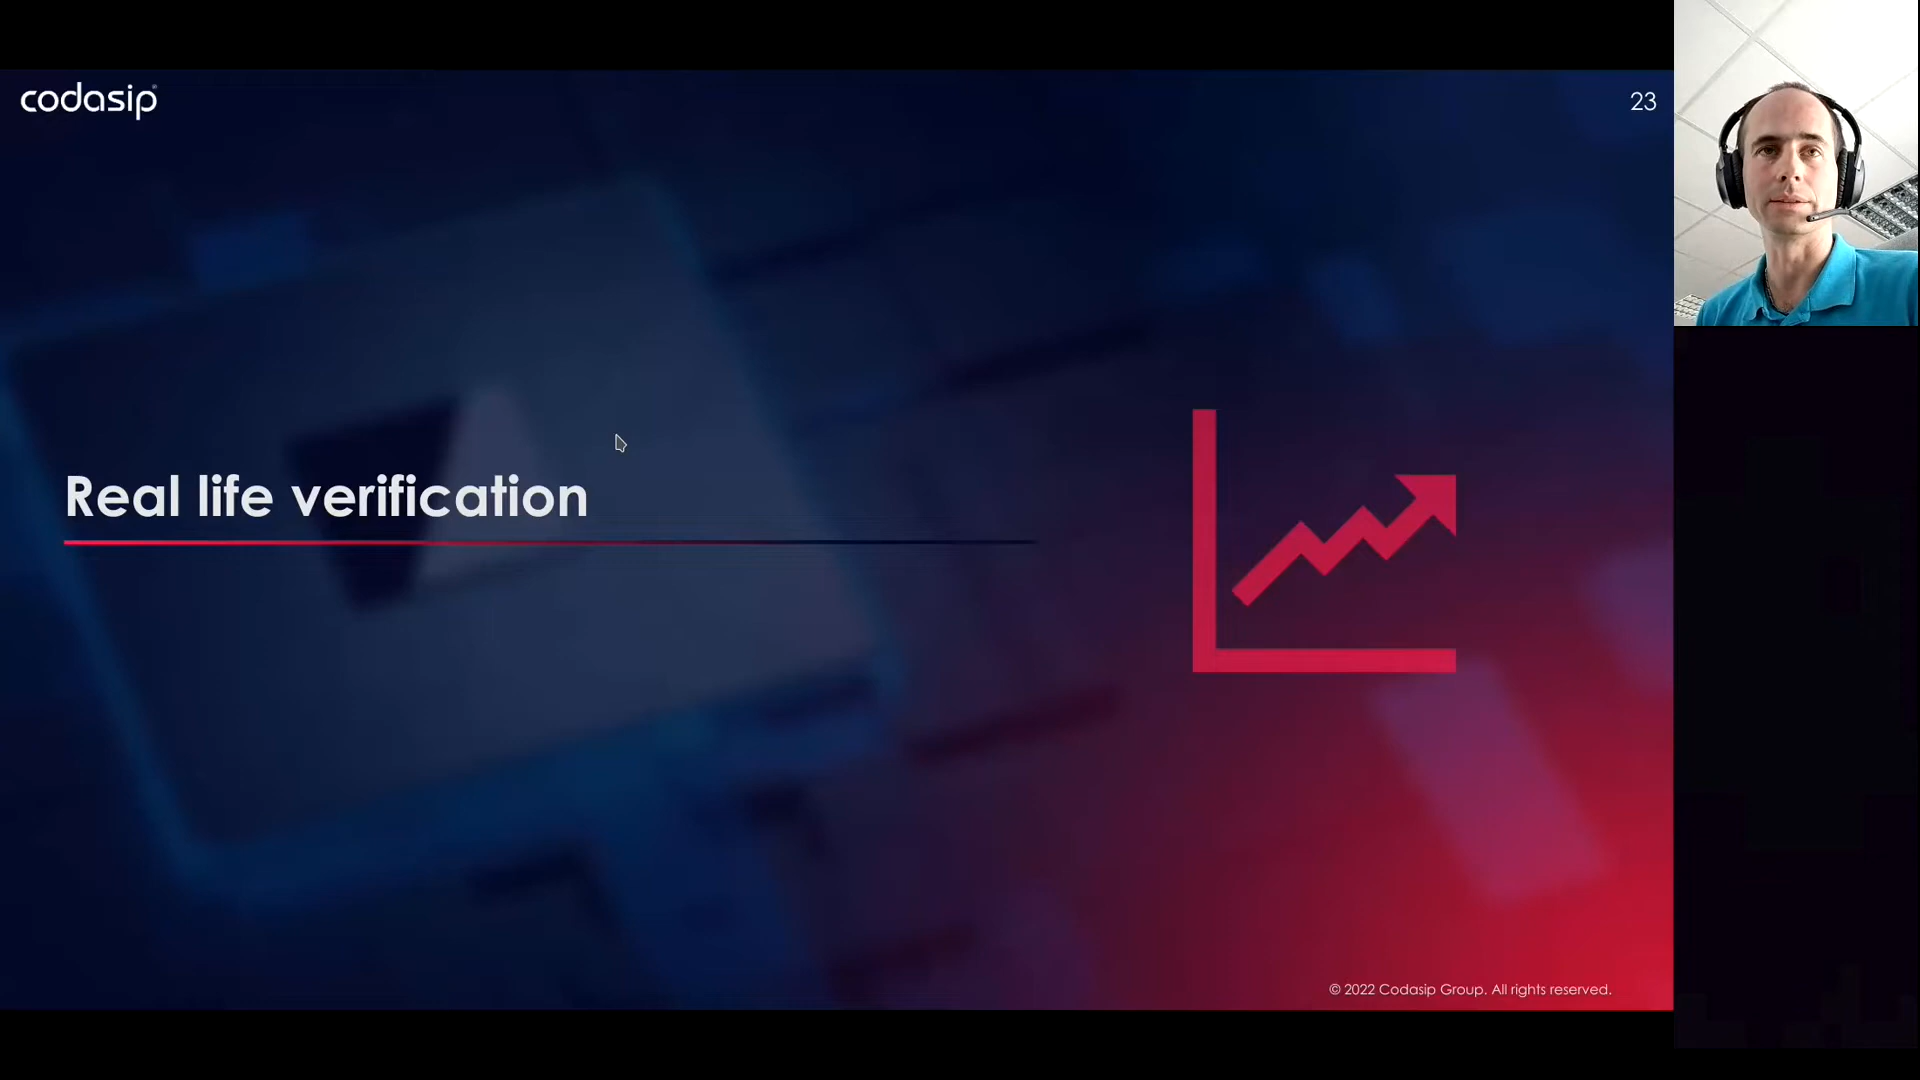 codasip
23
Real life verification
© 2022 Codasip Group. All rights reserved.